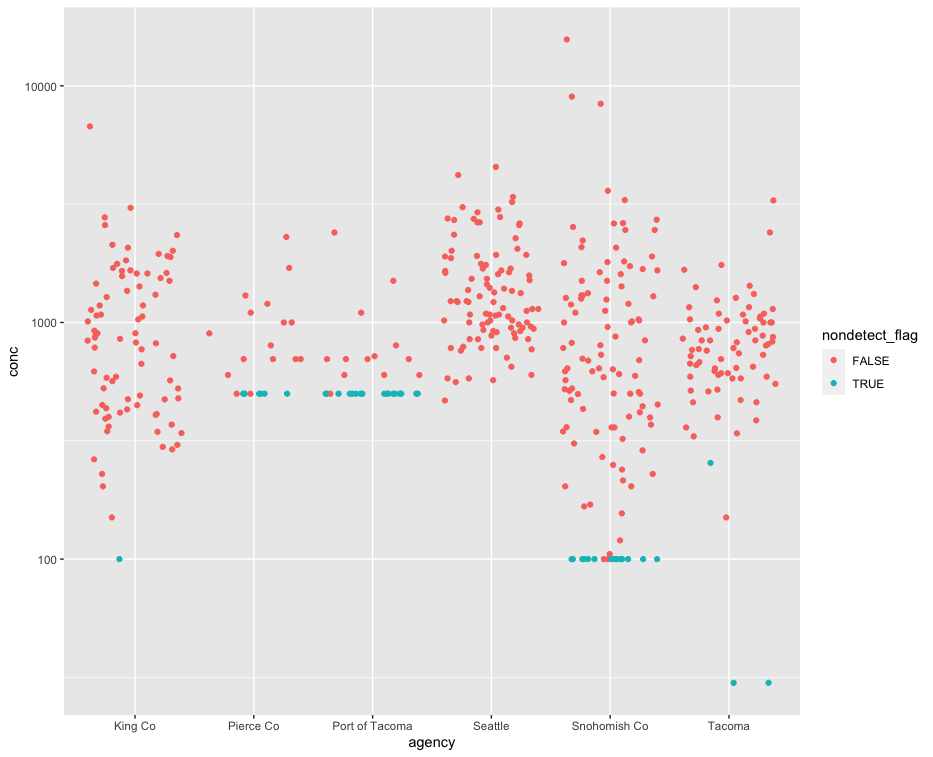 10000
1000
100
conc
King Co
Pierce Co
Port of Tacoma
Seattle
Snohomish Co
Tacoma
agency
nondetect_flag
FALSE
TRUE